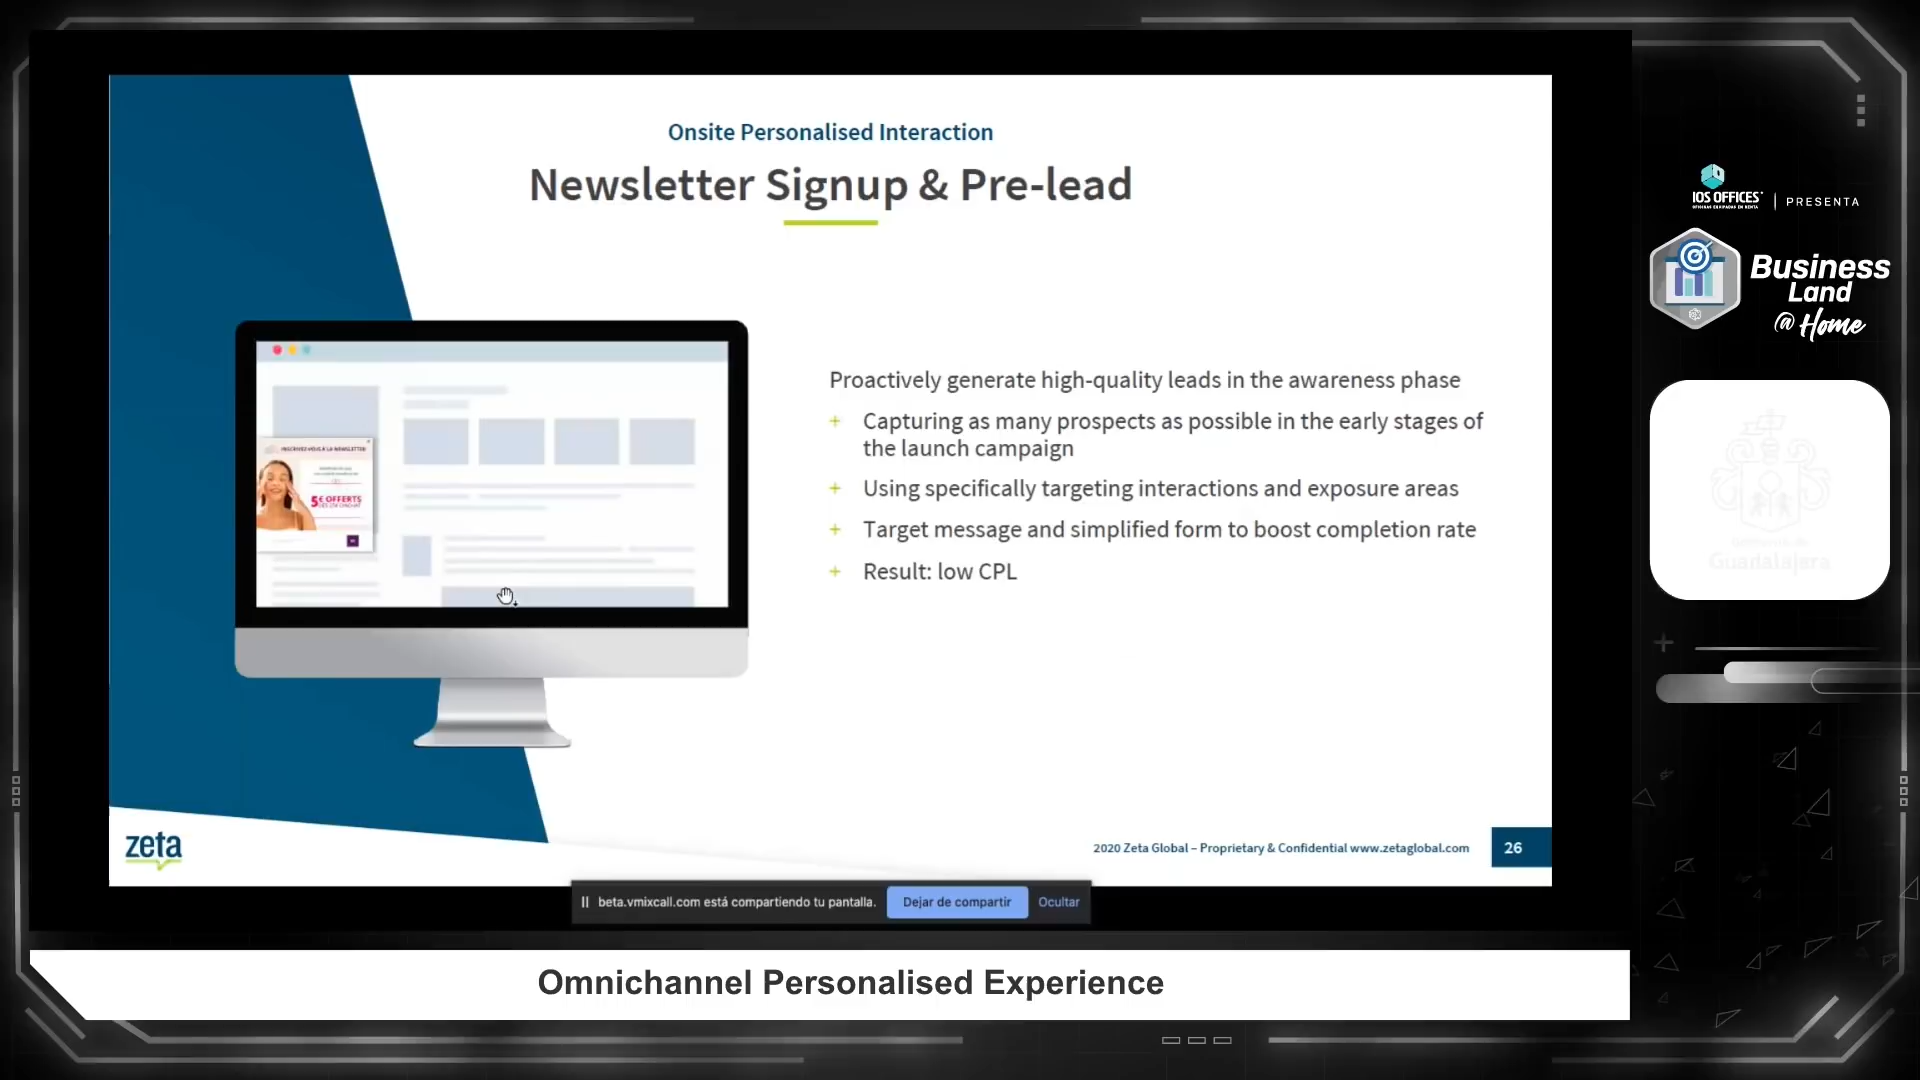 Onsite Personalised Interaction
Newsletter Signup & Pre-lead
INSCRIVEZ-VOUS A LA NEWSLETTER
5€ OFFERTS
Proactively generate high-quality leads in the awareness phase
+ Capturing as many prospects as possible in the early stages of
the launch campaign
+ Using specifically targeting interactions and exposure areas
+ Target message and simplified form to boost completion rate
+ Result: low CPL
zeta
2020 Zeta Global – Proprietary & Confidential www.zetaglobal.com
26
beta.vmixcall.com está compartiendo tu pantalla.
Dejar de compartir
Ocultar
Omnichannel Personalised Experience
IOS OFFICES
PRESENTA
Business
Land
@ Home
Guadalajara